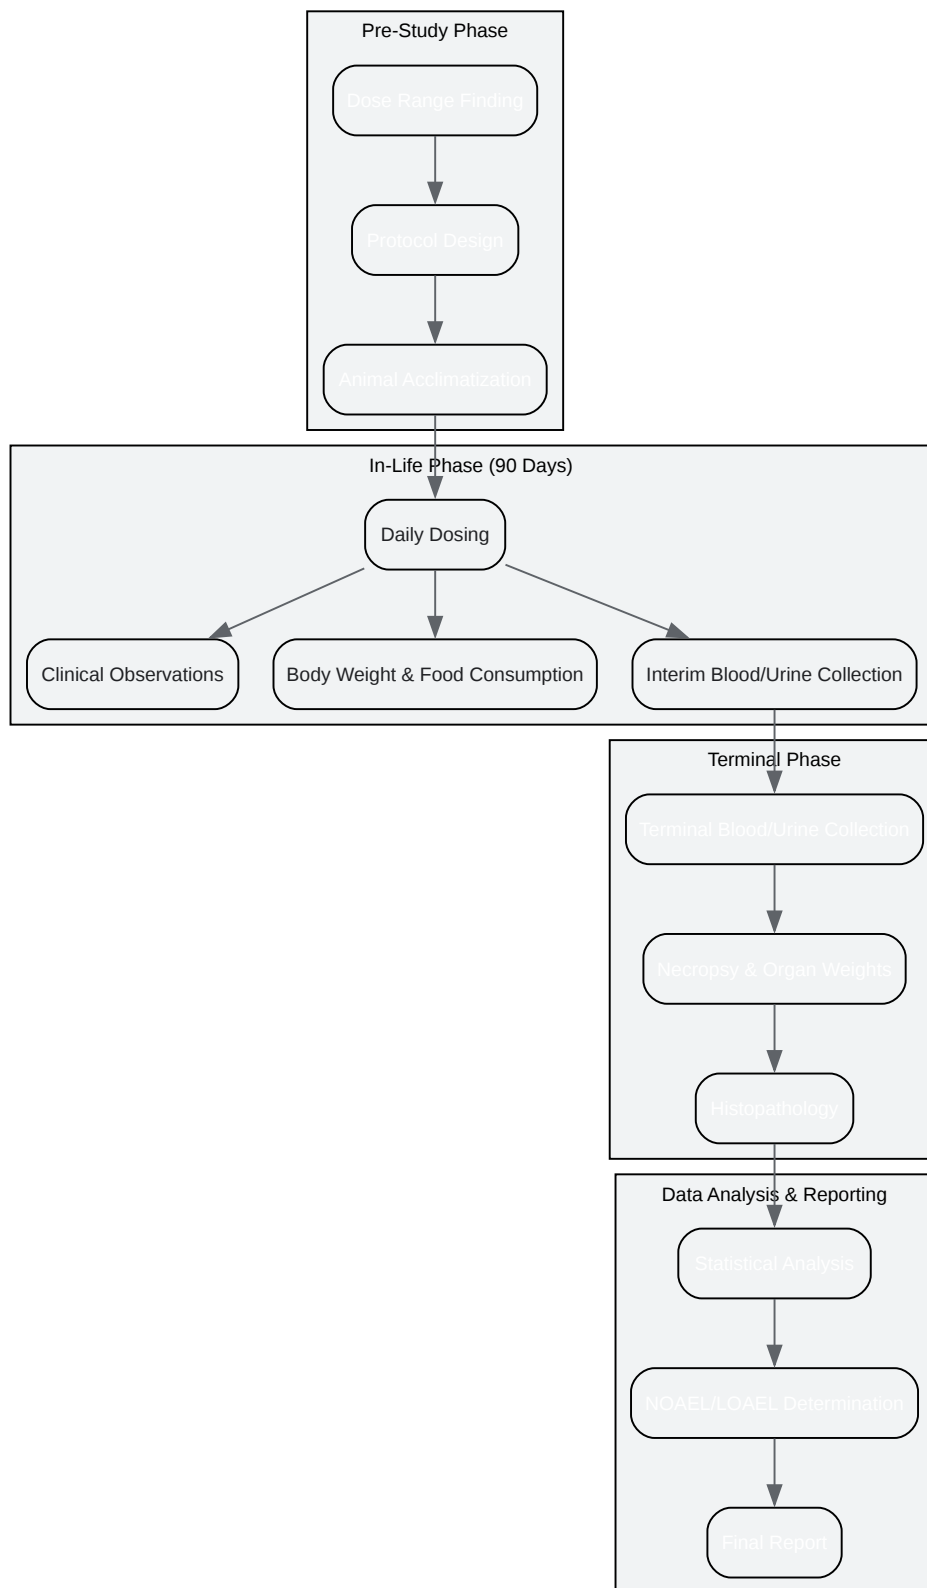 Pre-Study Phase
Dose Range Finding
Protocol Design
Animal Acclimatization
In-Life Phase (90 Days)
Daily Dosing
Clinical Observations
Body Weight & Food Consumption
Interim Blood/Urine Collection
Terminal Phase
Terminal Blood/Urine Collection
Necropsy & Organ Weights
Histopathology
Data Analysis & Reporting
Statistical Analysis
NOAEL/LOAEL Determination
Final Report